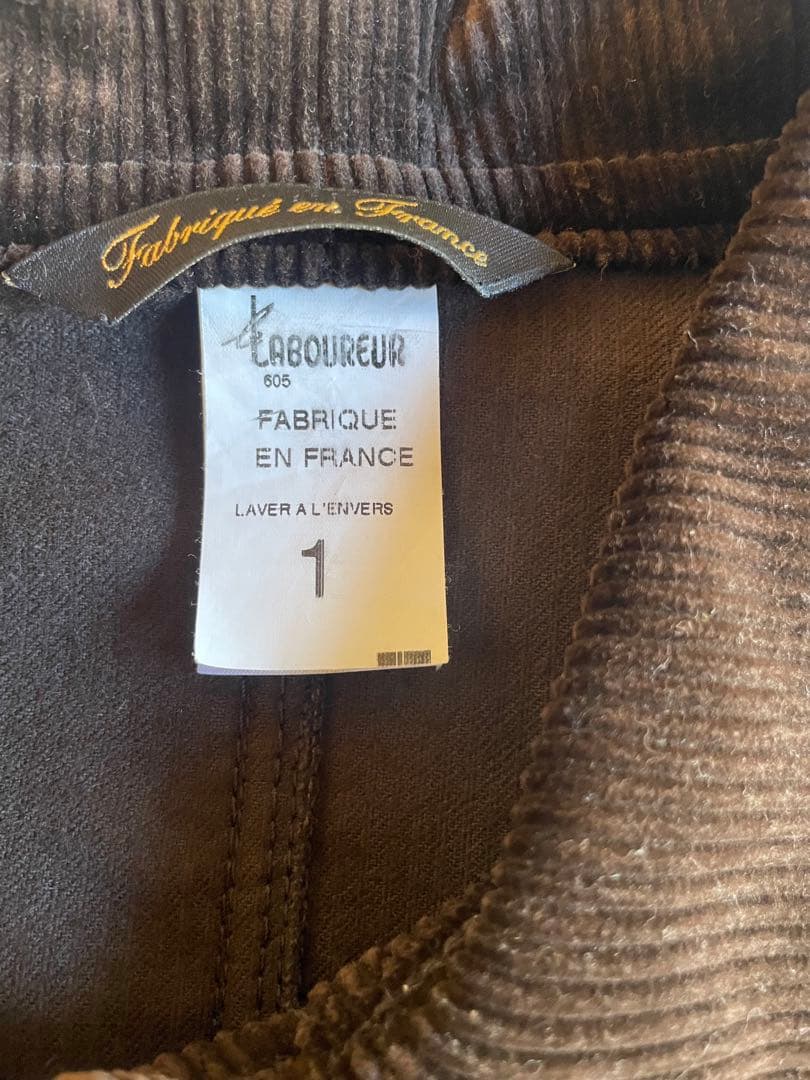 Fabriqué en France
LABOUREUR
605
FABRIQUE
EN FRANCE
LAVER A L'ENVERS
1